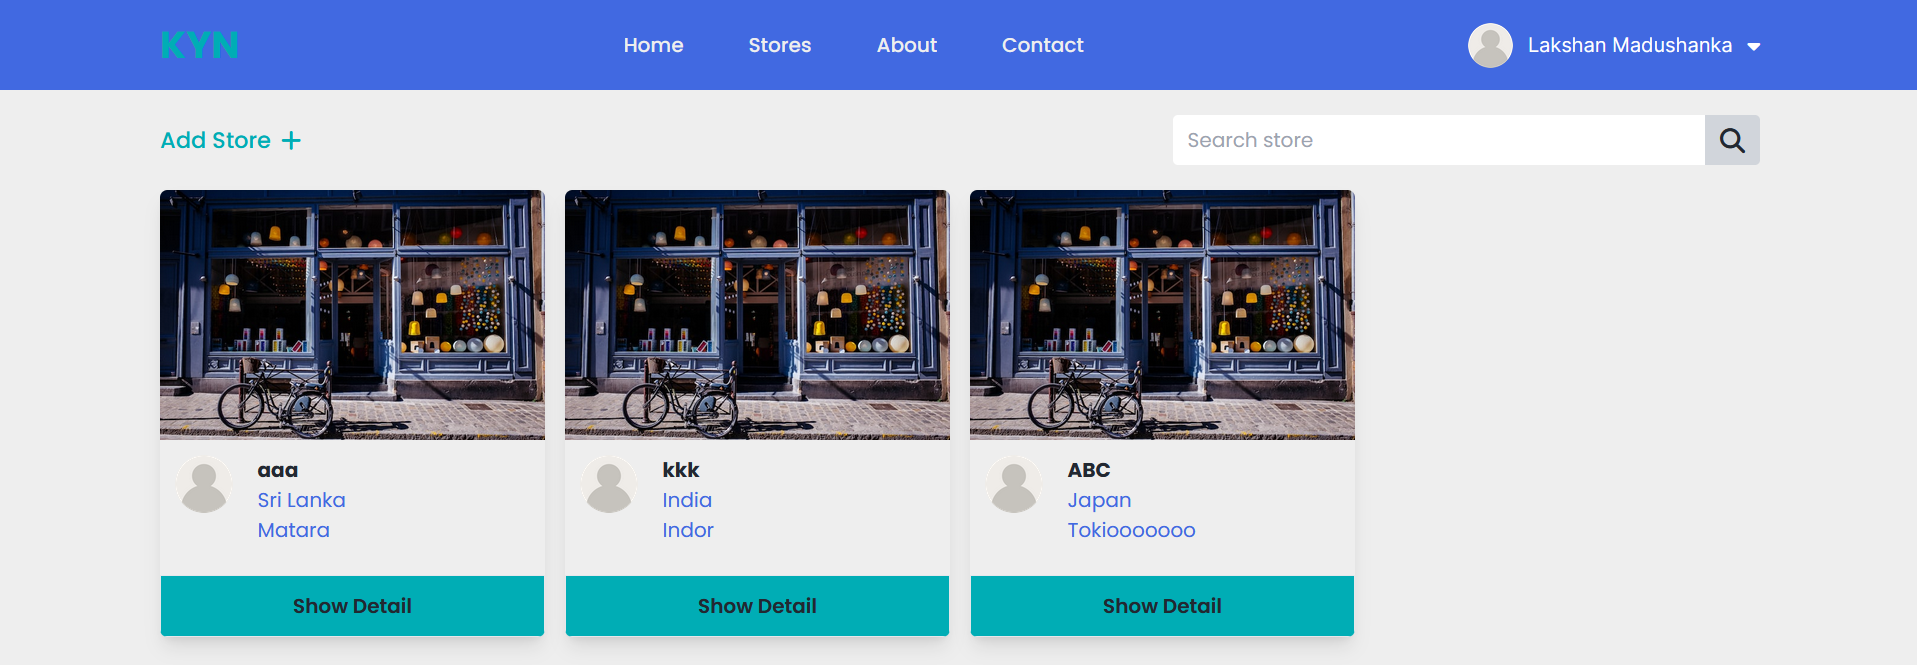 KYN
Home
Stores
About
Contact
Lakshan Madushanka
Add Store +
Search store
aaa
Sri Lanka
Matara
Show Detail
kkk
India
Indor
Show Detail
ABC
Japan
Tokiooooooo
Show Detail